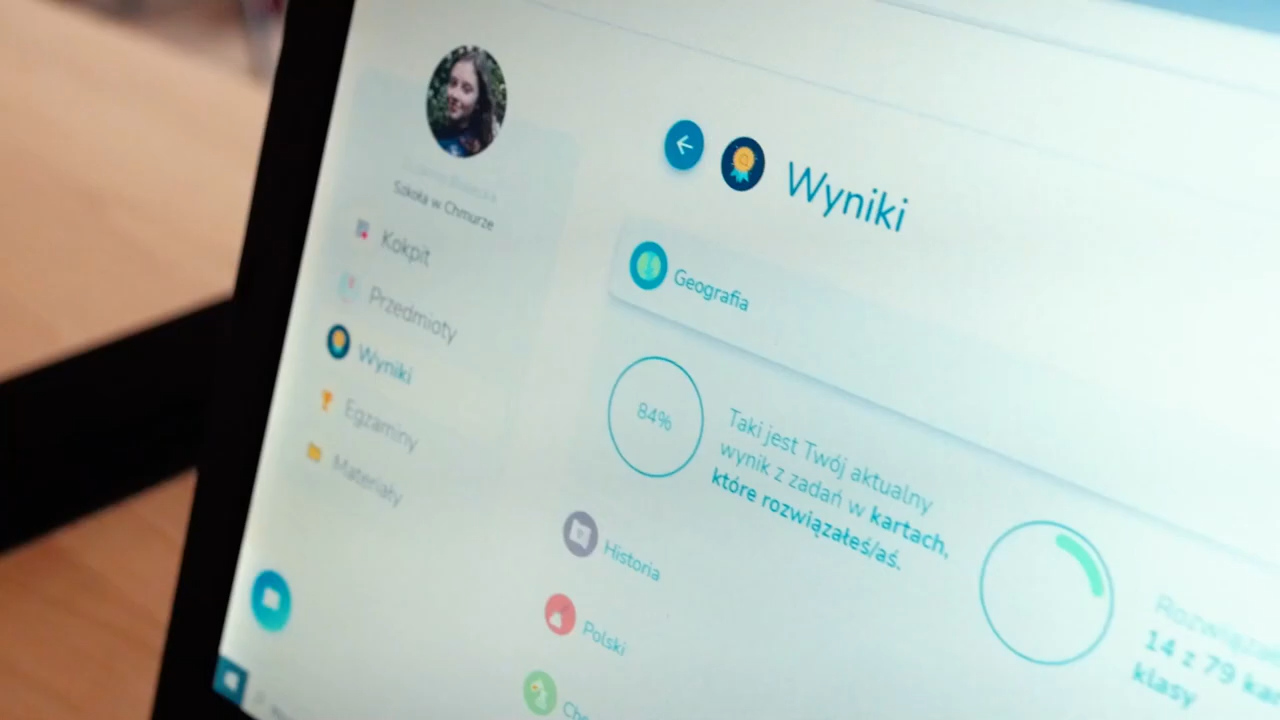 Szkoła w Chmurze
Kokpit
Przedmioty
Wyniki
Egzaminy
Materiały
Wyniki
Geografia
84%
Taki jest Twój aktualny
wynik z zadań w kartach,
które rozwiązałeś/aś.
Historia
Polski
14 z 79
klasy